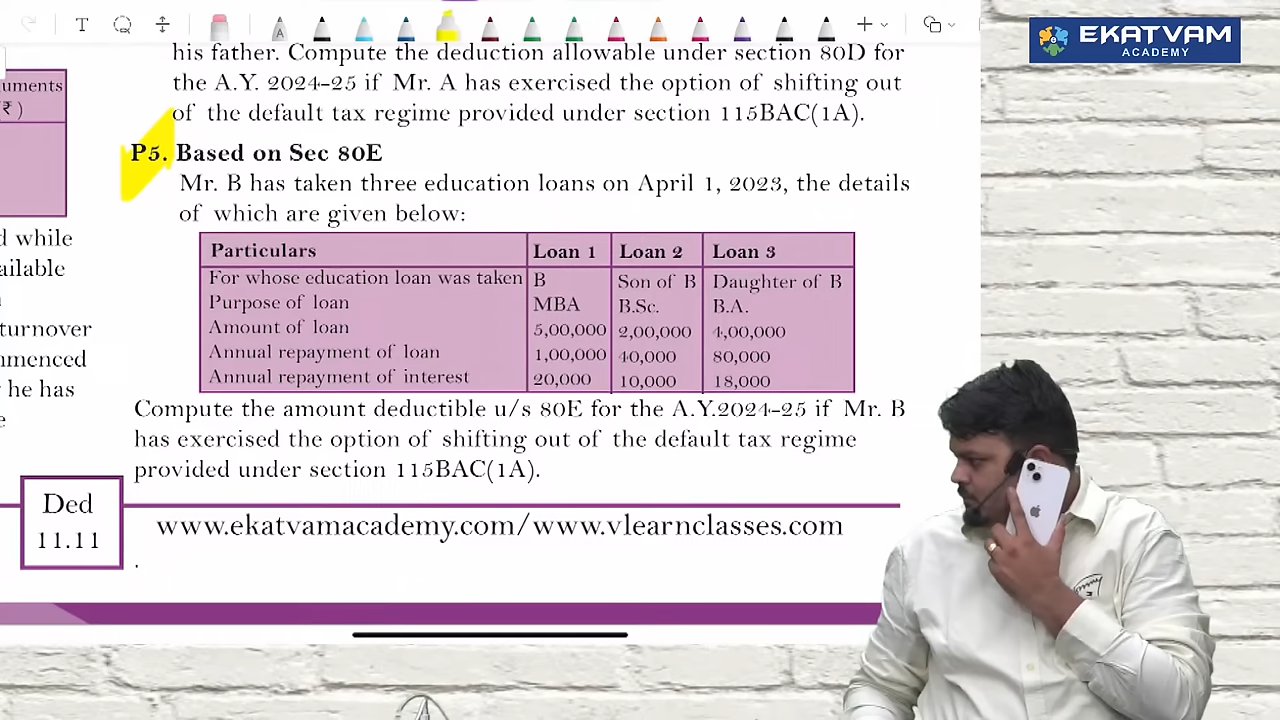 T
EKATVAM
ACADEMY
his father. Compute the deduction allowable under section 80D for
the A.Y. 2024-25 if Mr. A has exercised the option of shifting out
of the default tax regime provided under section 115BAC(1A).
P5. Based on Sec 80E
Mr. B has taken three education loans on April 1, 2023, the details
of which are given below:
Particulars Loan 1 Loan 2 Loan 3
For whose education loan was taken B Son of B Daughter of B
Purpose of loan MBA B.Sc. B.A.
Amount of loan 5,00,000 2,00,000 4,00,000
Annual repayment of loan 1,00,000 40,000 80,000
Annual repayment of interest 20,000 10,000 18,000
Compute the amount deductible u/s 80E for the A.Y.2024-25 if Mr. B
has exercised the option of shifting out of the default tax regime
provided under section 115BAC(1A).
uments
₹ )
d while
ailable
turnover
nmenced
he has
e
Ded
11.11
www.ekatvamacademy.com/www.vlearnclasses.com
.